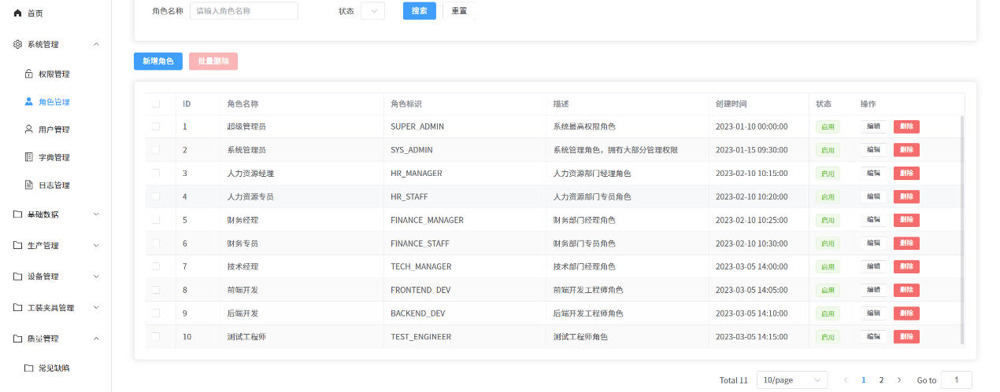 首页
系统管理
权限管理
角色管理
用户管理
字典管理
日志管理
基础数据
生产管理
设备管理
工装夹具管理
质量管理
常见缺陷
角色名称 请输入角色名称 状态 搜索 重置
新增角色 批量删除
ID 角色名称 角色标识 描述 创建时间 状态 操作
1 超级管理员 SUPER_ADMIN 系统最高权限角色 2023-01-10 00:00:00 启用 编辑 删除
2 系统管理员 SYS_ADMIN 系统管理角色，拥有大部分管理权限 2023-01-15 09:30:00 启用 编辑 删除
3 人力资源经理 HR_MANAGER 人力资源部门经理角色 2023-02-10 10:15:00 启用 编辑 删除
4 人力资源专员 HR_STAFF 人力资源部门专员角色 2023-02-10 10:20:00 启用 编辑 删除
5 财务经理 FINANCE_MANAGER 财务部门经理角色 2023-02-10 10:25:00 启用 编辑 删除
6 财务专员 FINANCE_STAFF 财务部门专员角色 2023-02-10 10:30:00 启用 编辑 删除
7 技术经理 TECH_MANAGER 技术部门经理角色 2023-03-05 14:00:00 启用 编辑 删除
8 前端开发 FRONTEND_DEV 前端开发工程师角色 2023-03-05 14:05:00 启用 编辑 删除
9 后端开发 BACKEND_DEV 后端开发工程师角色 2023-03-05 14:10:00 启用 编辑 删除
10 测试工程师 TEST_ENGINEER 测试工程师角色 2023-03-05 14:15:00 启用 编辑 删除
Total 11 10/page 1 2 Go to 1